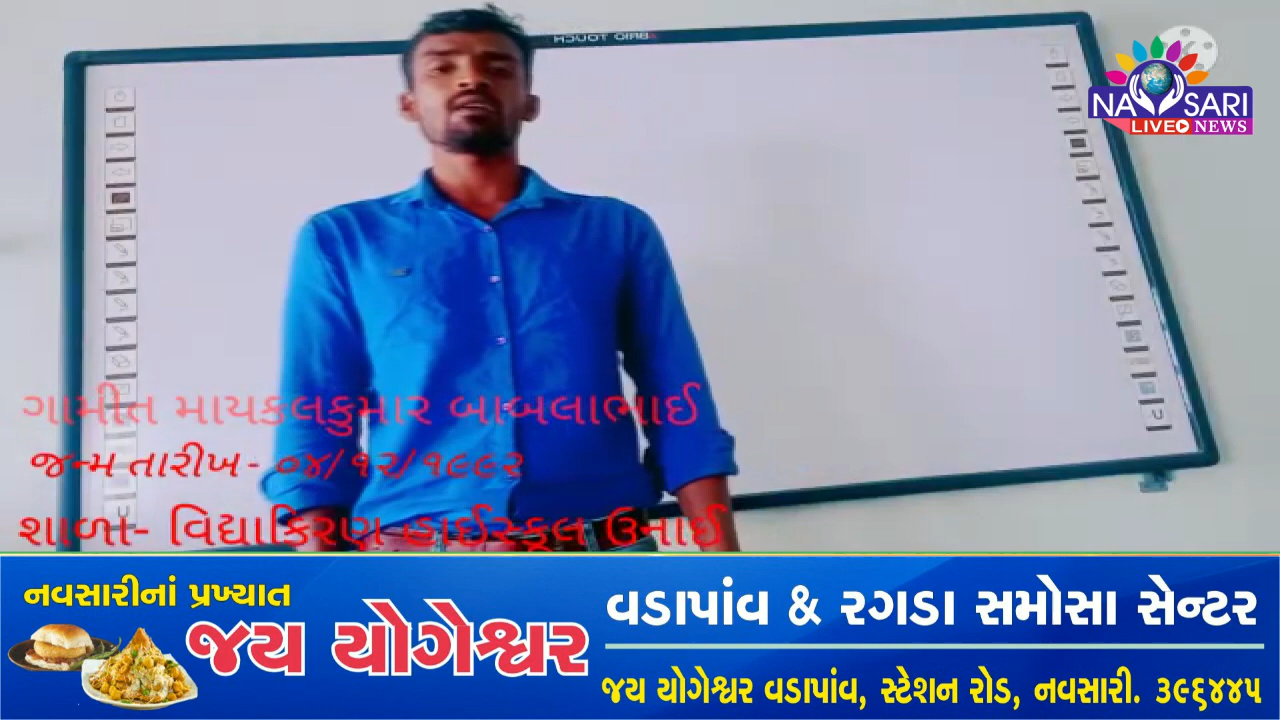 NAVSARI
LIVE NEWS
ગામીત માયકલકુમાર બાબલાભાઈ
જન્મ તારીખ - ૦૪/૧૨/૧૯૯૨
શાળા- વિદ્યાકિરણ હાઈસ્કૂલ ઉનાઈ
નવસારીનાં પ્રખ્યાત
જય યોગેશ્વર
વડાપાંવ & રગડા સમોસા સેન્ટર
જય યોગેશ્વર વડાપાંવ, સ્ટેશન રોડ, નવસારી. ૩૯૬૪૪૫